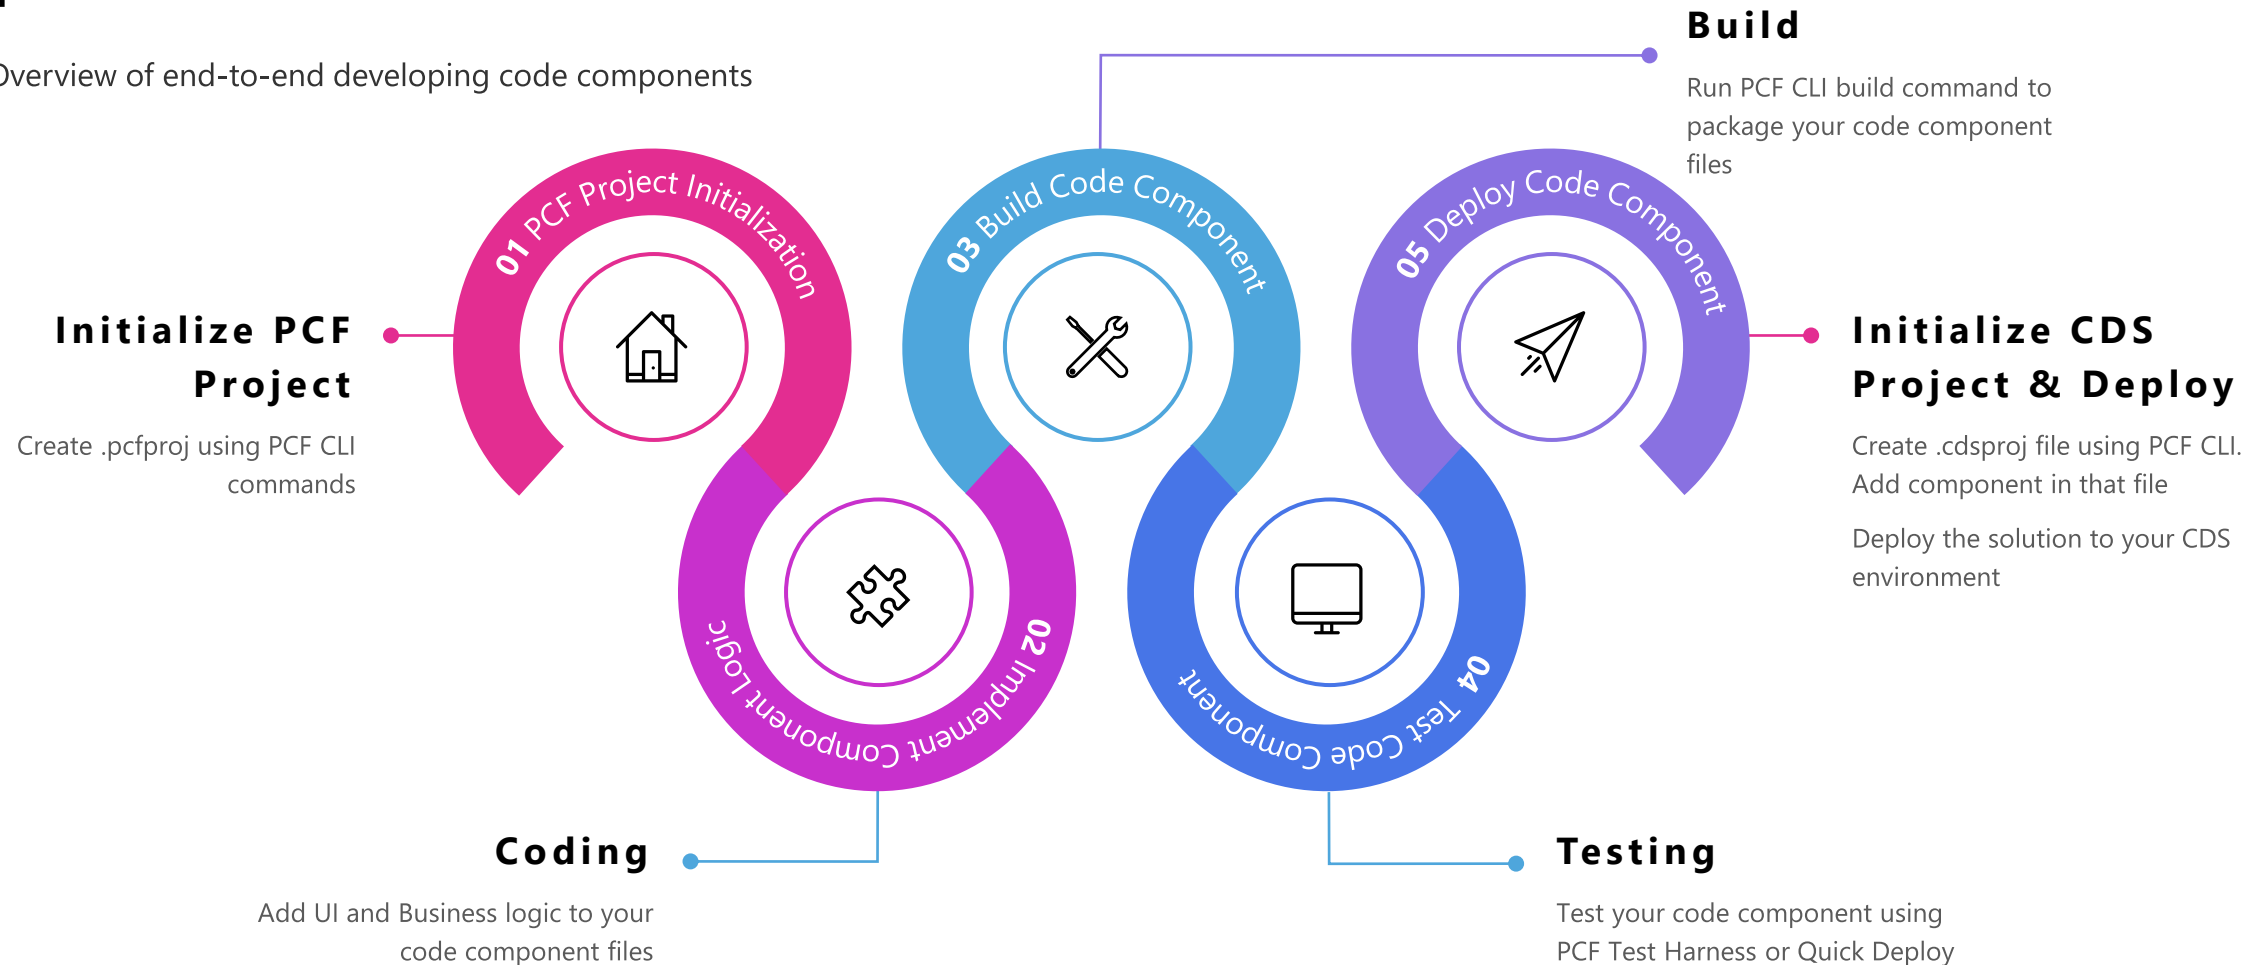 Overview of end-to-end developing code components
Build
Run PCF CLI build command to
package your code component
files
01 PCF Project Initialization
03 Build Code Component
05 Deploy Code Component
Initialize PCF
Project
Create .pcfproj using PCF CLI
commands
Initialize CDS
Project & Deploy
Create .cdsproj file using PCF CLI.
Add component in that file
Deploy the solution to your CDS
environment
02 Implement Component Logic
04 Test Code Component
Coding
Add UI and Business logic to your
code component files
Testing
Test your code component using
PCF Test Harness or Quick Deploy